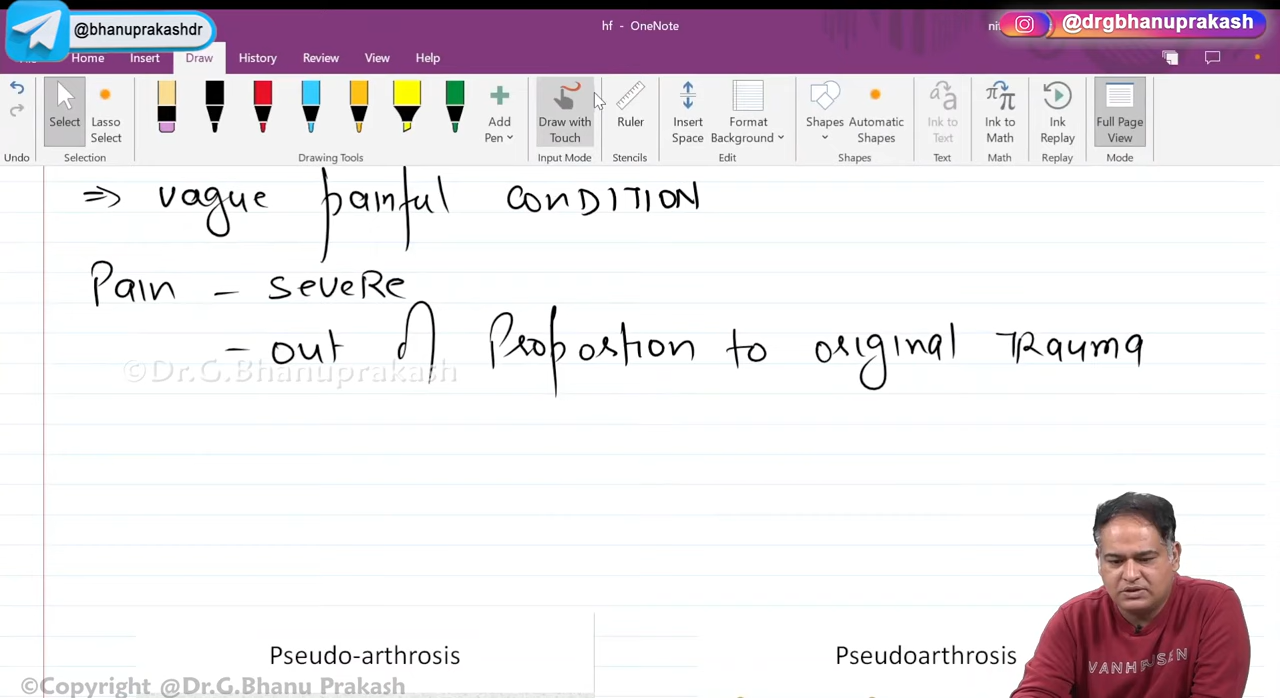 @bhanuprakashdr
hf - OneNote
@drgbhanuprakash
Home Insert Draw History Review View Help
Select
Lasso Select
Add Pen
Draw with Touch
Ruler
Insert Space
Format Background
Shapes
Automatic Shapes
Ink to Text
Ink to Math
Ink Replay
Full Page View
Undo Selection Drawing Tools Input Mode Stencils Edit Shapes Text Math Replay Mode
⇒ vague painful CONDITION
Pain - severe
- out of Proportion to original Trauma
©Dr.G.Bhanuprakash
VANHEUSEN
Pseudo-arthrosis Pseudoarthrosis
©Copyright @Dr.G.Bhanu Prakash